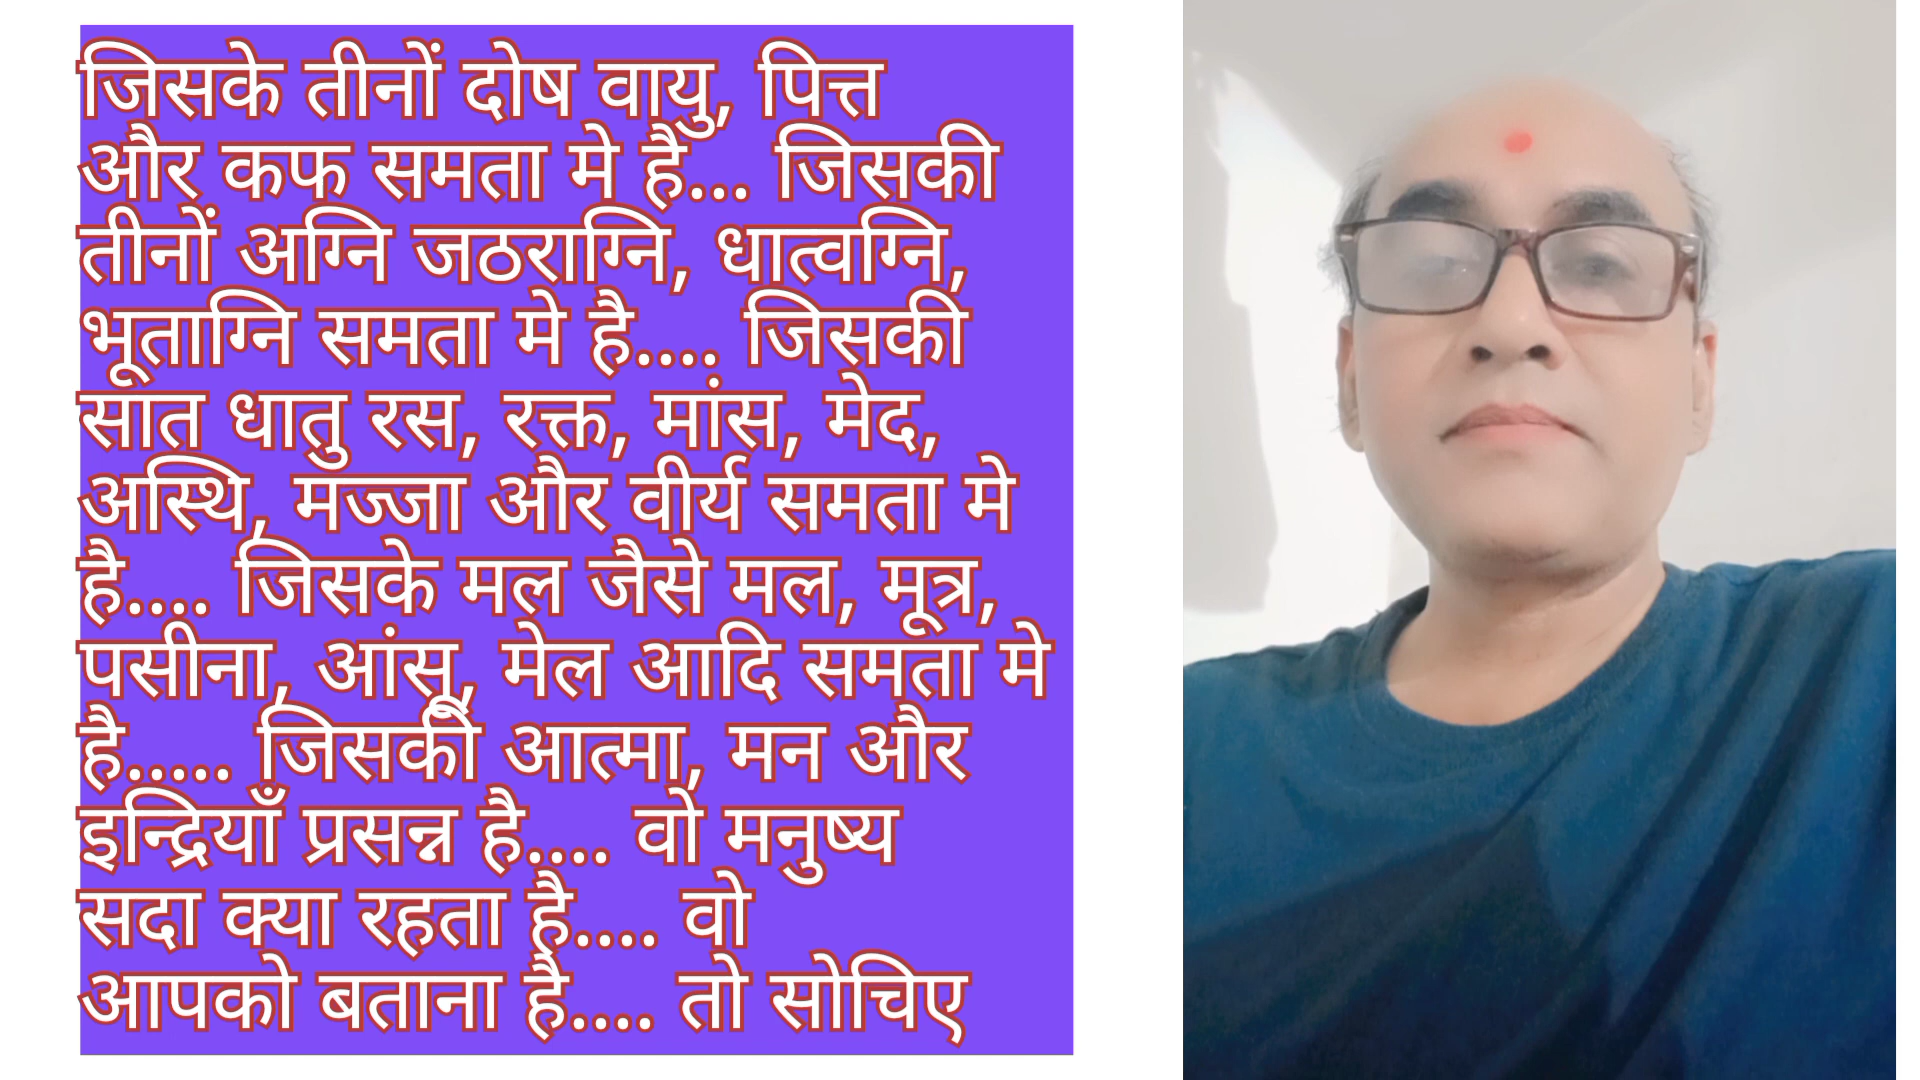 जिसके तीनों दोष वायु, पित्त
और कफ समता मे है... जिसकी
तीनों अग्नि जठराग्नि, धात्वग्नि,
भूताग्नि समता मे है.... जिसकी
सात धातु रस, रक्त, मांस, मेद,
अस्थि, मज्जा और वीर्य समता मे
है.... जिसके मल जैसे मल, मूत्र,
पसीना, आंसू, मेल आदि समता मे
है..... जिसकी आत्मा, मन और
इन्द्रियाँ प्रसन्न है.... वो मनुष्य
सदा क्या रहता है.... वो
आपको बताना है.... तो सोचिए